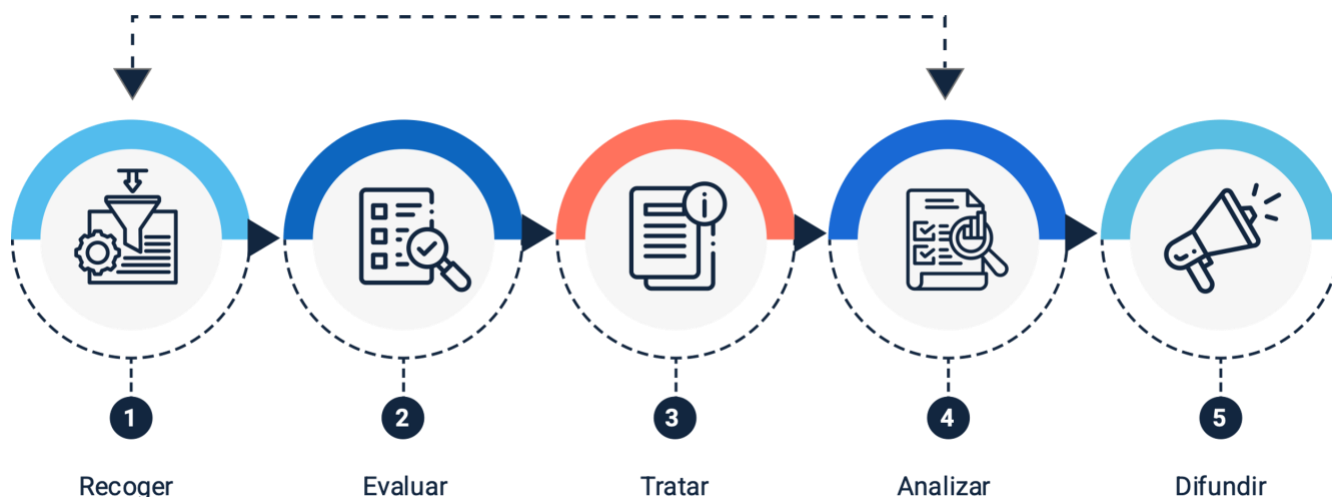 1
2
3
4
5
Recoger
Evaluar
Tratar
Analizar
Difundir